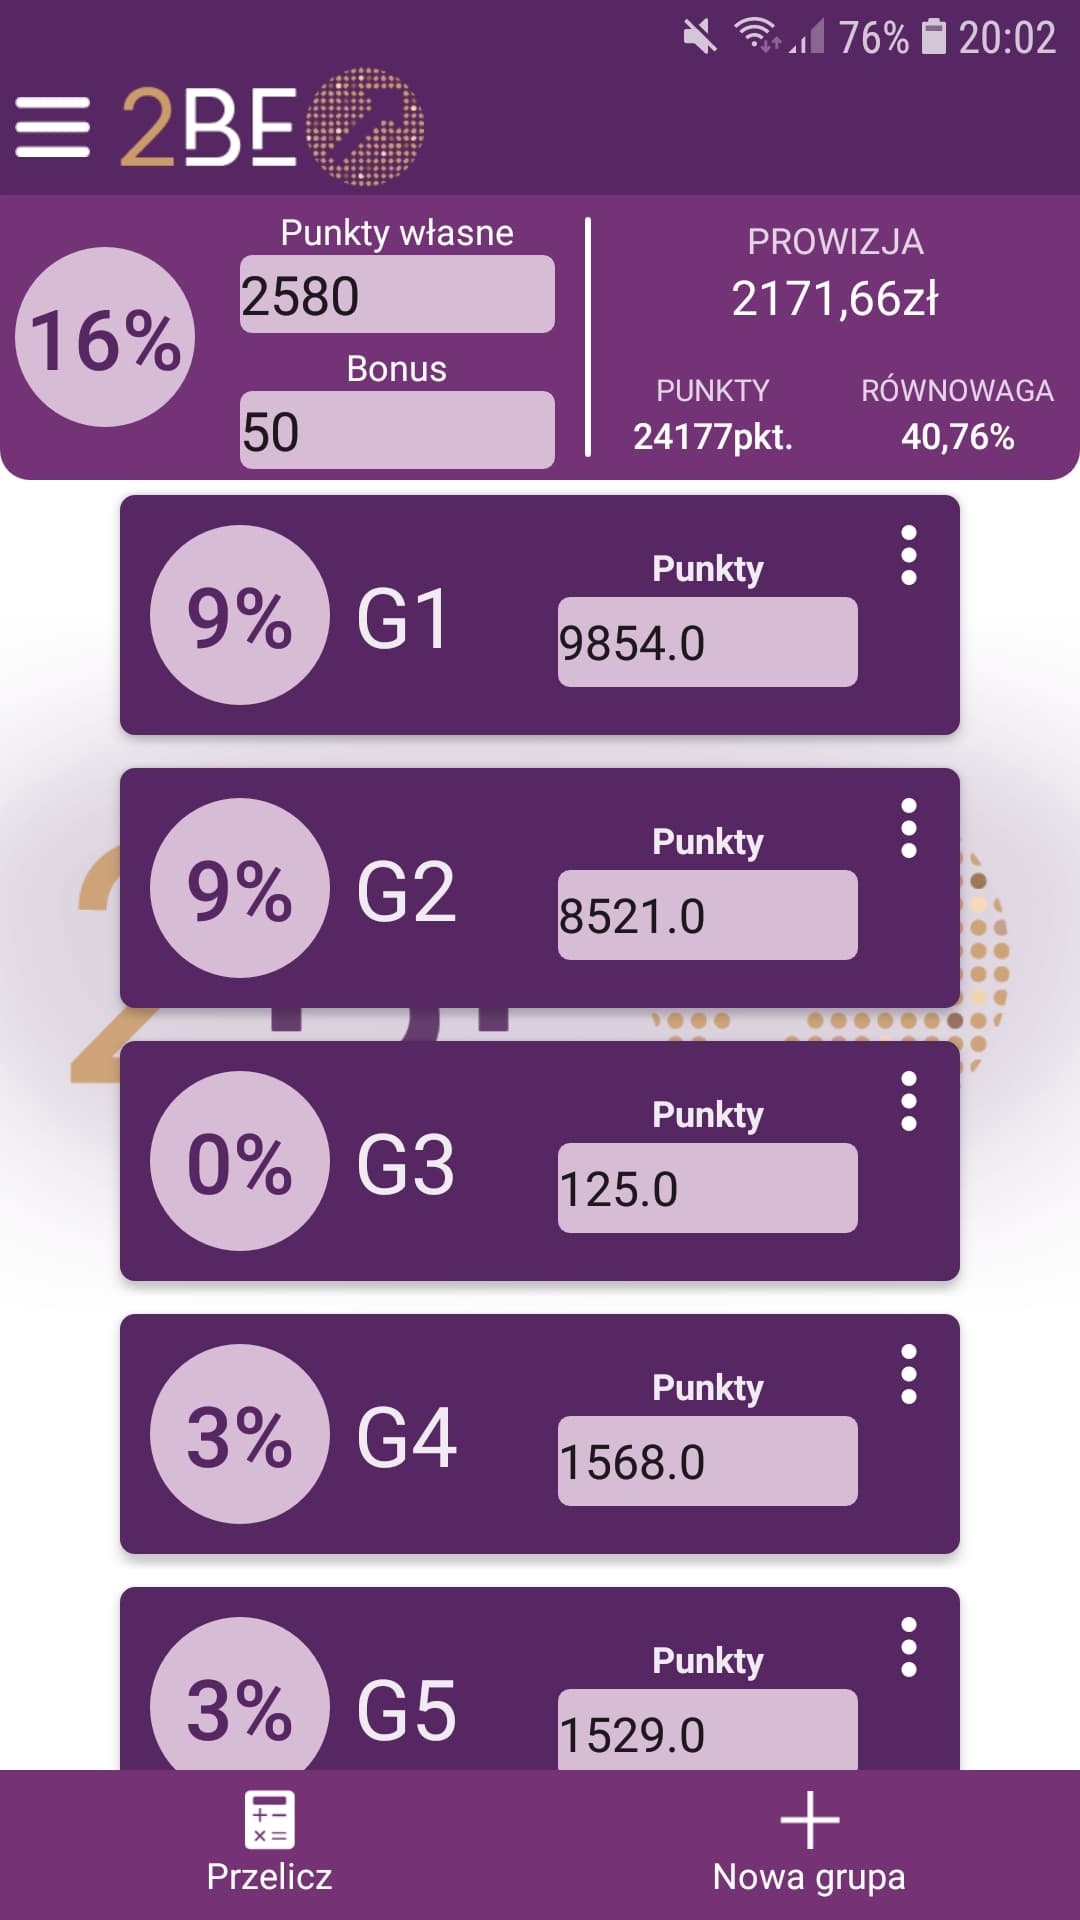 76% 20:02
2BE
16%
Punkty własne
2580
Bonus
50
PROWIZJA
2171,66zł
PUNKTY
24177pkt.
RÓWNOWAGA
40,76%
9% G1
Punkty
9854.0
9% G2
Punkty
8521.0
0% G3
Punkty
125.0
3% G4
Punkty
1568.0
3% G5
Punkty
1529.0
Przelicz
Nowa grupa